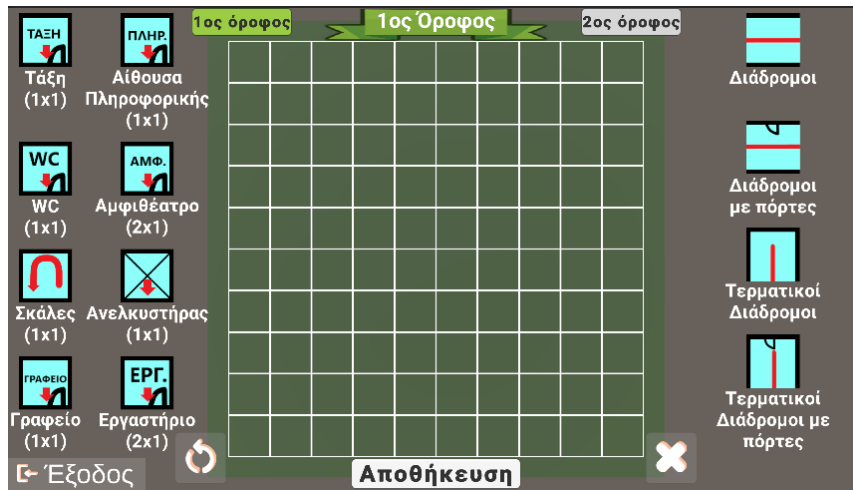 1ος όροφος
1ος Όροφος
2ος όροφος
ΤΑΞΗ
Τάξη
(1x1)
ΠΛΗΡ.
Αίθουσα
Πληροφορικής
(1x1)
WC
WC
(1x1)
ΑΜΦ.
Αμφιθέατρο
(2x1)
Σκάλες
(1x1)
Ανελκυστήρας
(1x1)
ΓΡΑΦΕΙΟ
Γραφείο
(1x1)
ΕΡΓ.
Εργαστήριο
(2x1)
Διάδρομοι
Διάδρομοι
με πόρτες
Τερματικοί
Διάδρομοι
Τερματικοί
Διάδρομοι με
πόρτες
Έξοδος
Αποθήκευση